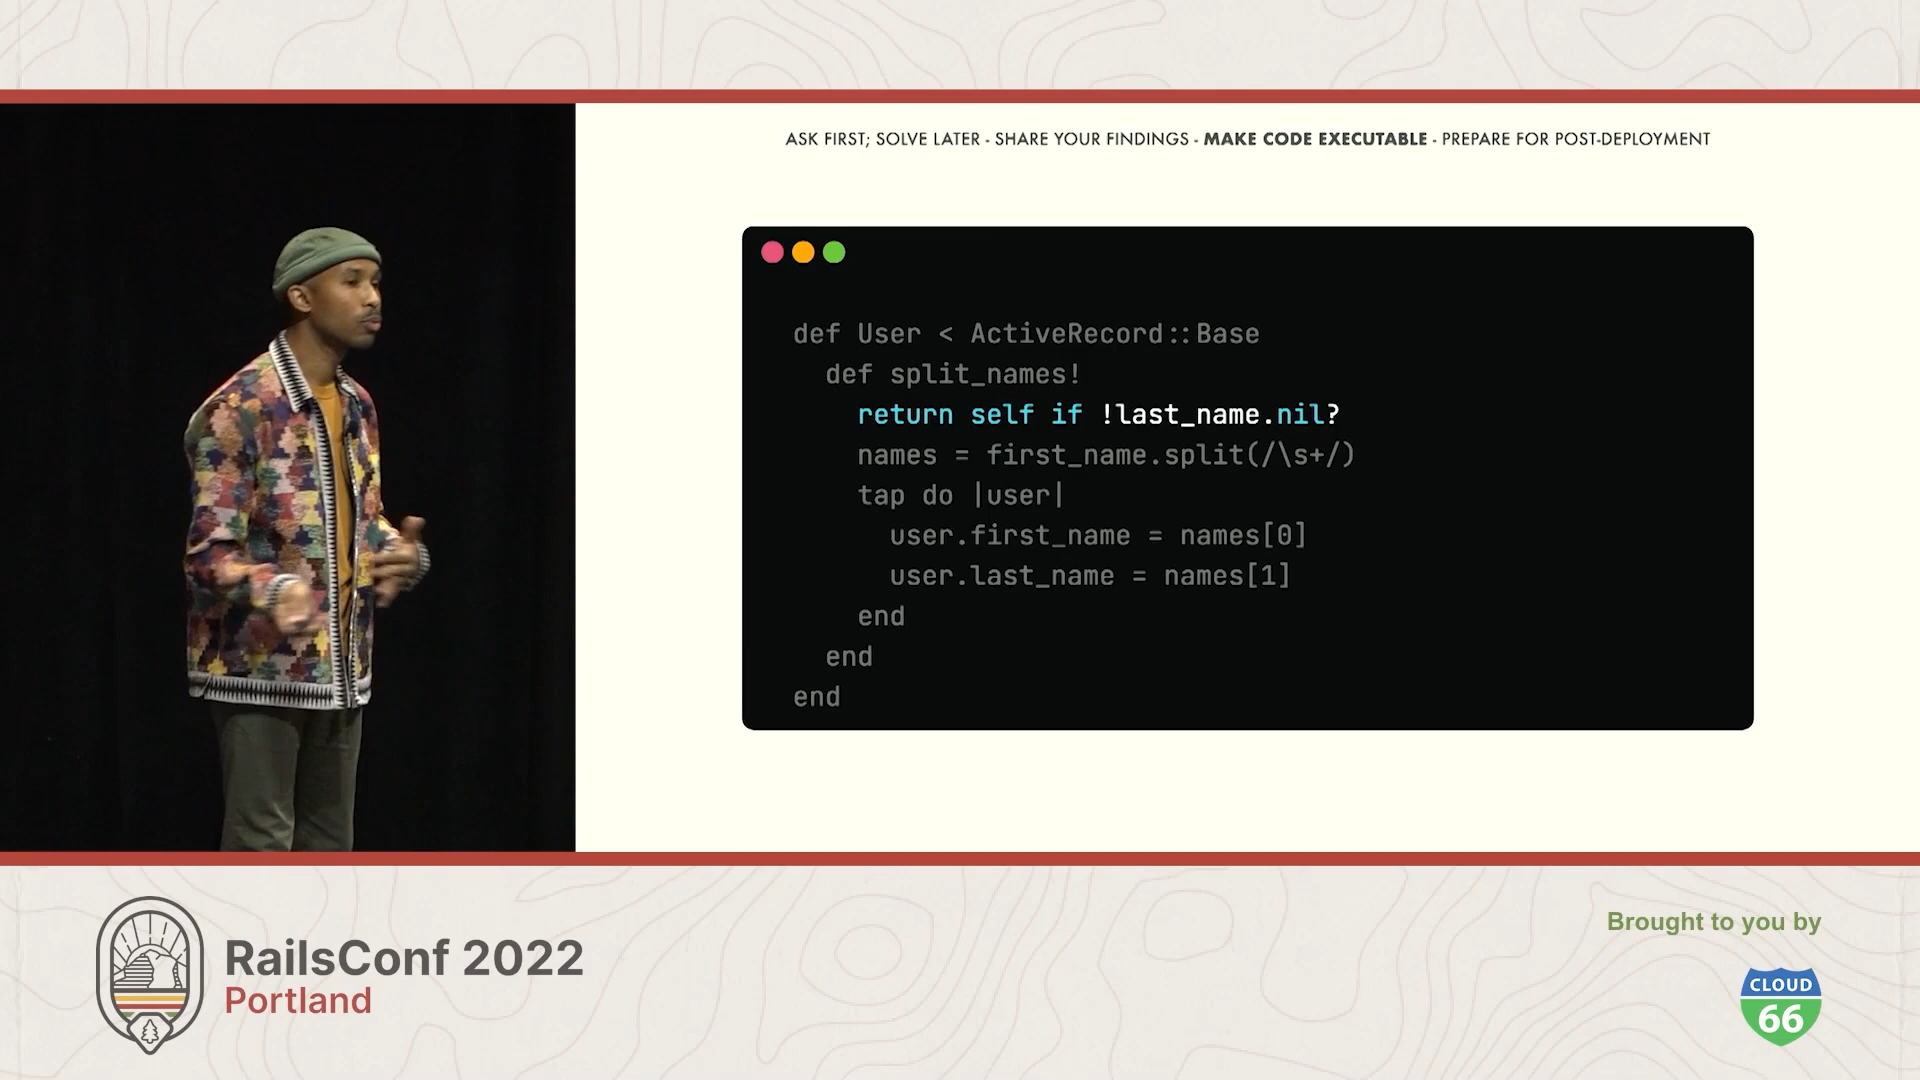 ASK FIRST; SOLVE LATER - SHARE YOUR FINDINGS - MAKE CODE EXECUTABLE - PREPARE FOR POST-DEPLOYMENT
def User < ActiveRecord::Base
  def split_names!
    return self if !last_name.nil?
    names = first_name.split(/\s+/)
    tap do |user|
      user.first_name = names[0]
      user.last_name = names[1]
    end
  end
end
RailsConf 2022
Portland
Brought to you by
CLOUD
66